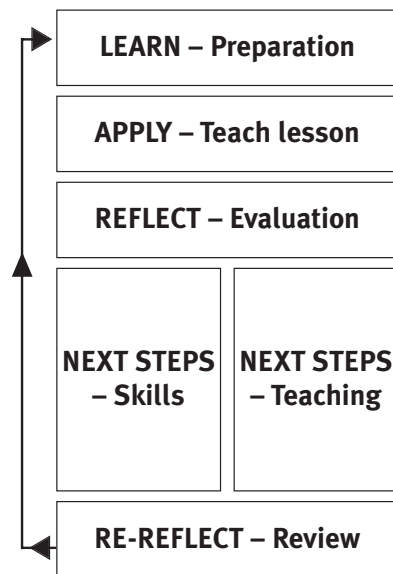 LEARN – Preparation
APPLY – Teach lesson
REFLECT – Evaluation
NEXT STEPS
– Skills
NEXT STEPS
– Teaching
RE-REFLECT – Review